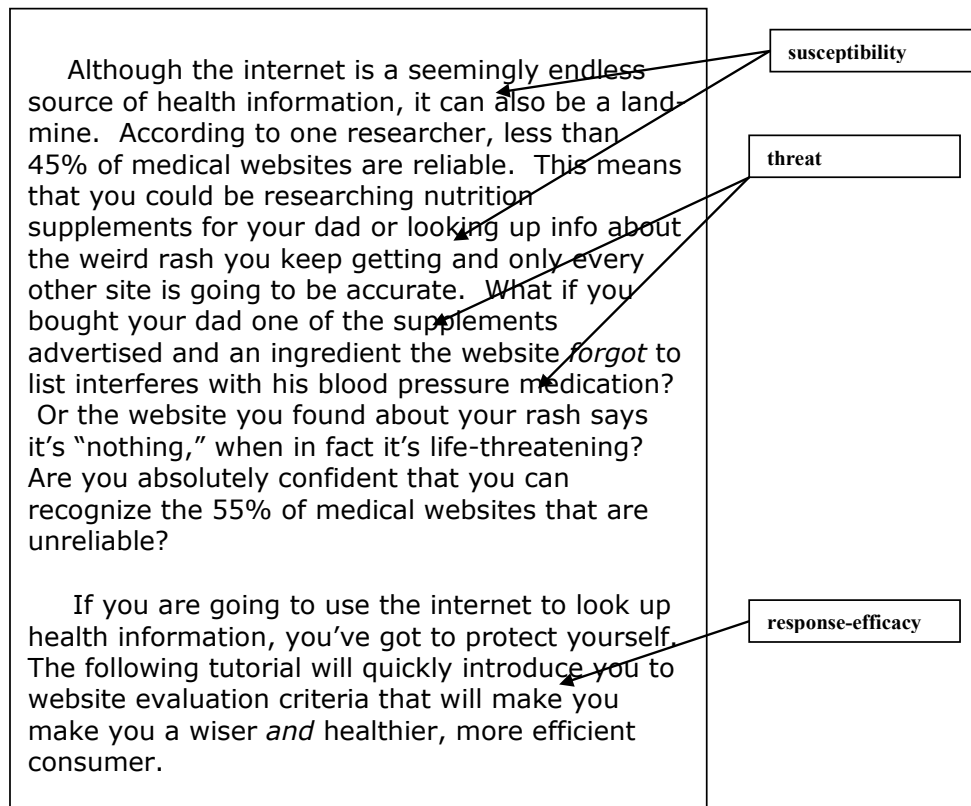 Although the internet is a seemingly endless
source of health information, it can also be a land-
mine.  According to one researcher, less than
45% of medical websites are reliable.  This means
that you could be researching nutrition
supplements for your dad or looking up info about
the weird rash you keep getting and only every
other site is going to be accurate.  What if you
bought your dad one of the supplements
advertised and an ingredient the website forgot to
list interferes with his blood pressure medication?
Or the website you found about your rash says
it’s “nothing,” when in fact it’s life-threatening?
Are you absolutely confident that you can
recognize the 55% of medical websites that are
unreliable?
If you are going to use the internet to look up
health information, you’ve got to protect yourself.
The following tutorial will quickly introduce you to
website evaluation criteria that will make you
make you a wiser and healthier, more efficient
consumer.
susceptibility
threat
response-efficacy